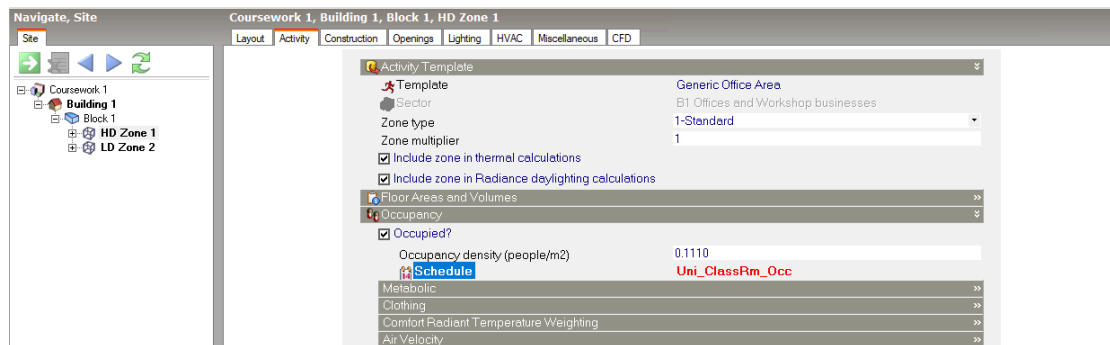 Navigate, Site
Coursework 1, Building 1, Block 1, HD Zone 1
Site
Layout Activity Construction Openings Lighting HVAC Miscellaneous CFD
Activity Template
Template Generic Office Area
Sector B1 Offices and Workshop businesses
Zone type 1-Standard
Zone multiplier 1
Include zone in thermal calculations
Include zone in Radiance daylighting calculations
Floor Areas and Volumes
Occupancy
Occupied?
Occupancy density (people/m2) 0.1110
Schedule Uni_ClassRm_Occ
Metabolic
Clothing
Comfort Radiant Temperature Weighting
Air Velocity
Coursework 1
Building 1
Block 1
HD Zone 1
LD Zone 2